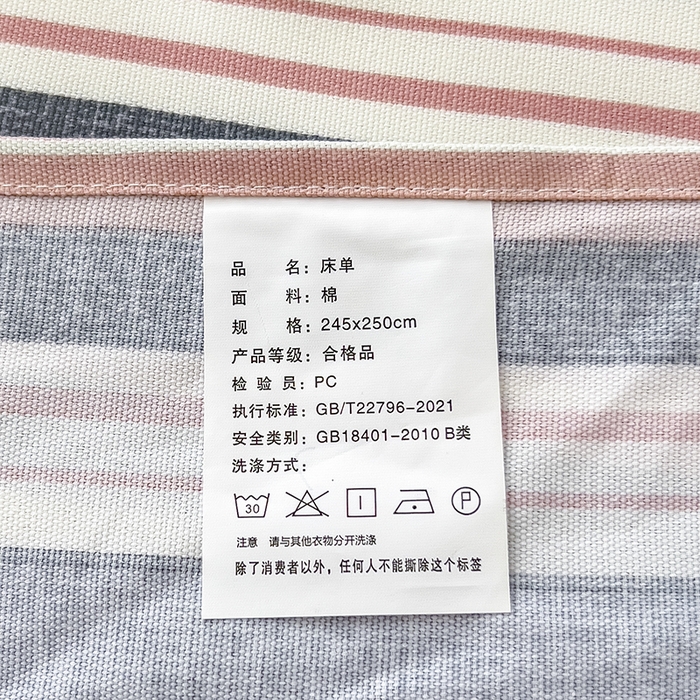 品 名：床单
面 料：棉
规 格：245x250cm
产品等级：合格品
检 验 员：PC
执行标准：GB/T22796-2021
安全类别：GB18401-2010 B类
洗涤方式：
30 P
注意 请与其他衣物分开洗涤
除了消费者以外，任何人不能撕除这个标签